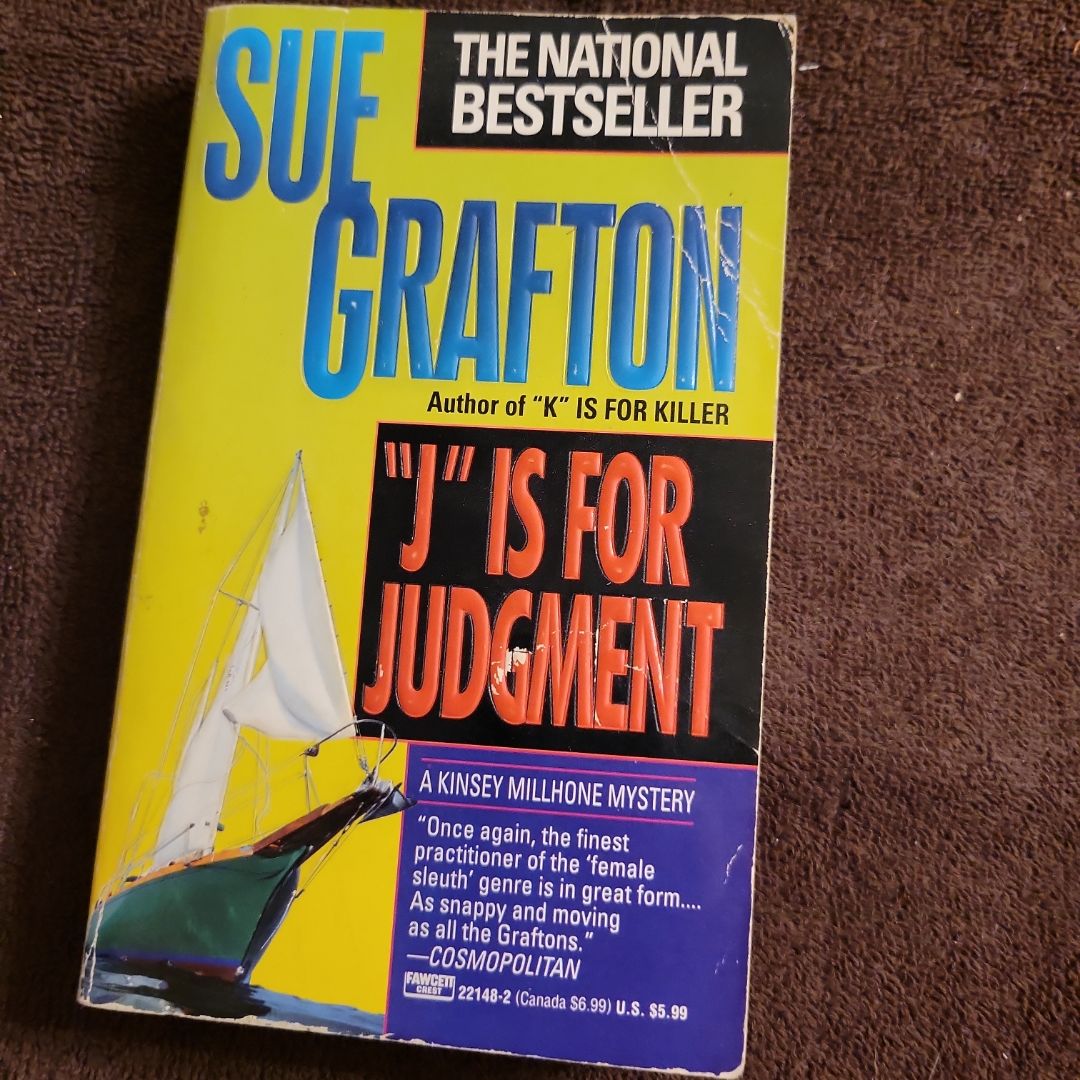 SUE
GRAFTON
THE NATIONAL
BESTSELLER
Author of "K" IS FOR KILLER
"J" IS FOR
JUDGMENT
A KINSEY MILLHONE MYSTERY
"Once again, the finest
practitioner of the 'female
sleuth' genre is in great form....
As snappy and moving
as all the Graftons."
—COSMOPOLITAN
FAWCETT
CREST
22148-2 (Canada $6.99) U.S. $5.99